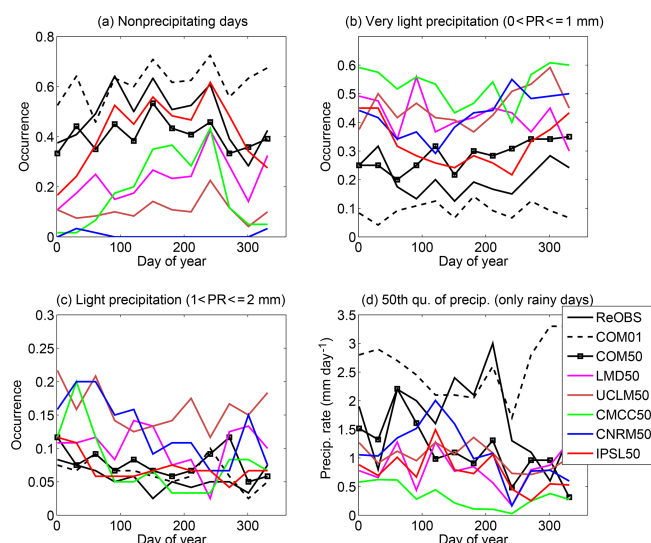 (a) Nonprecipitating days
0.8
0.6
0.4
0.2
0
0 100 200 300
Occurrence
Day of year
(b) Very light precipitation (0<PR<=1 mm)
0.6
0.5
0.4
0.3
0.2
0.1
0
0 100 200 300
Occurrence
Day of year
(c) Light precipitation (1<PR<=2 mm)
0.3
0.25
0.2
0.15
0.1
0.05
0
0 100 200 300
Occurrence
Day of year
(d) 50th qu. of precip. (only rainy days)
3.5
3
2.5
2
1.5
1
0.5
0
0 100 200 300
Precip. rate (mm day⁻¹)
Day of year
ReOBS
COM01
COM50
LMD50
UCLM50
CMCC50
CNRM50
IPSL50